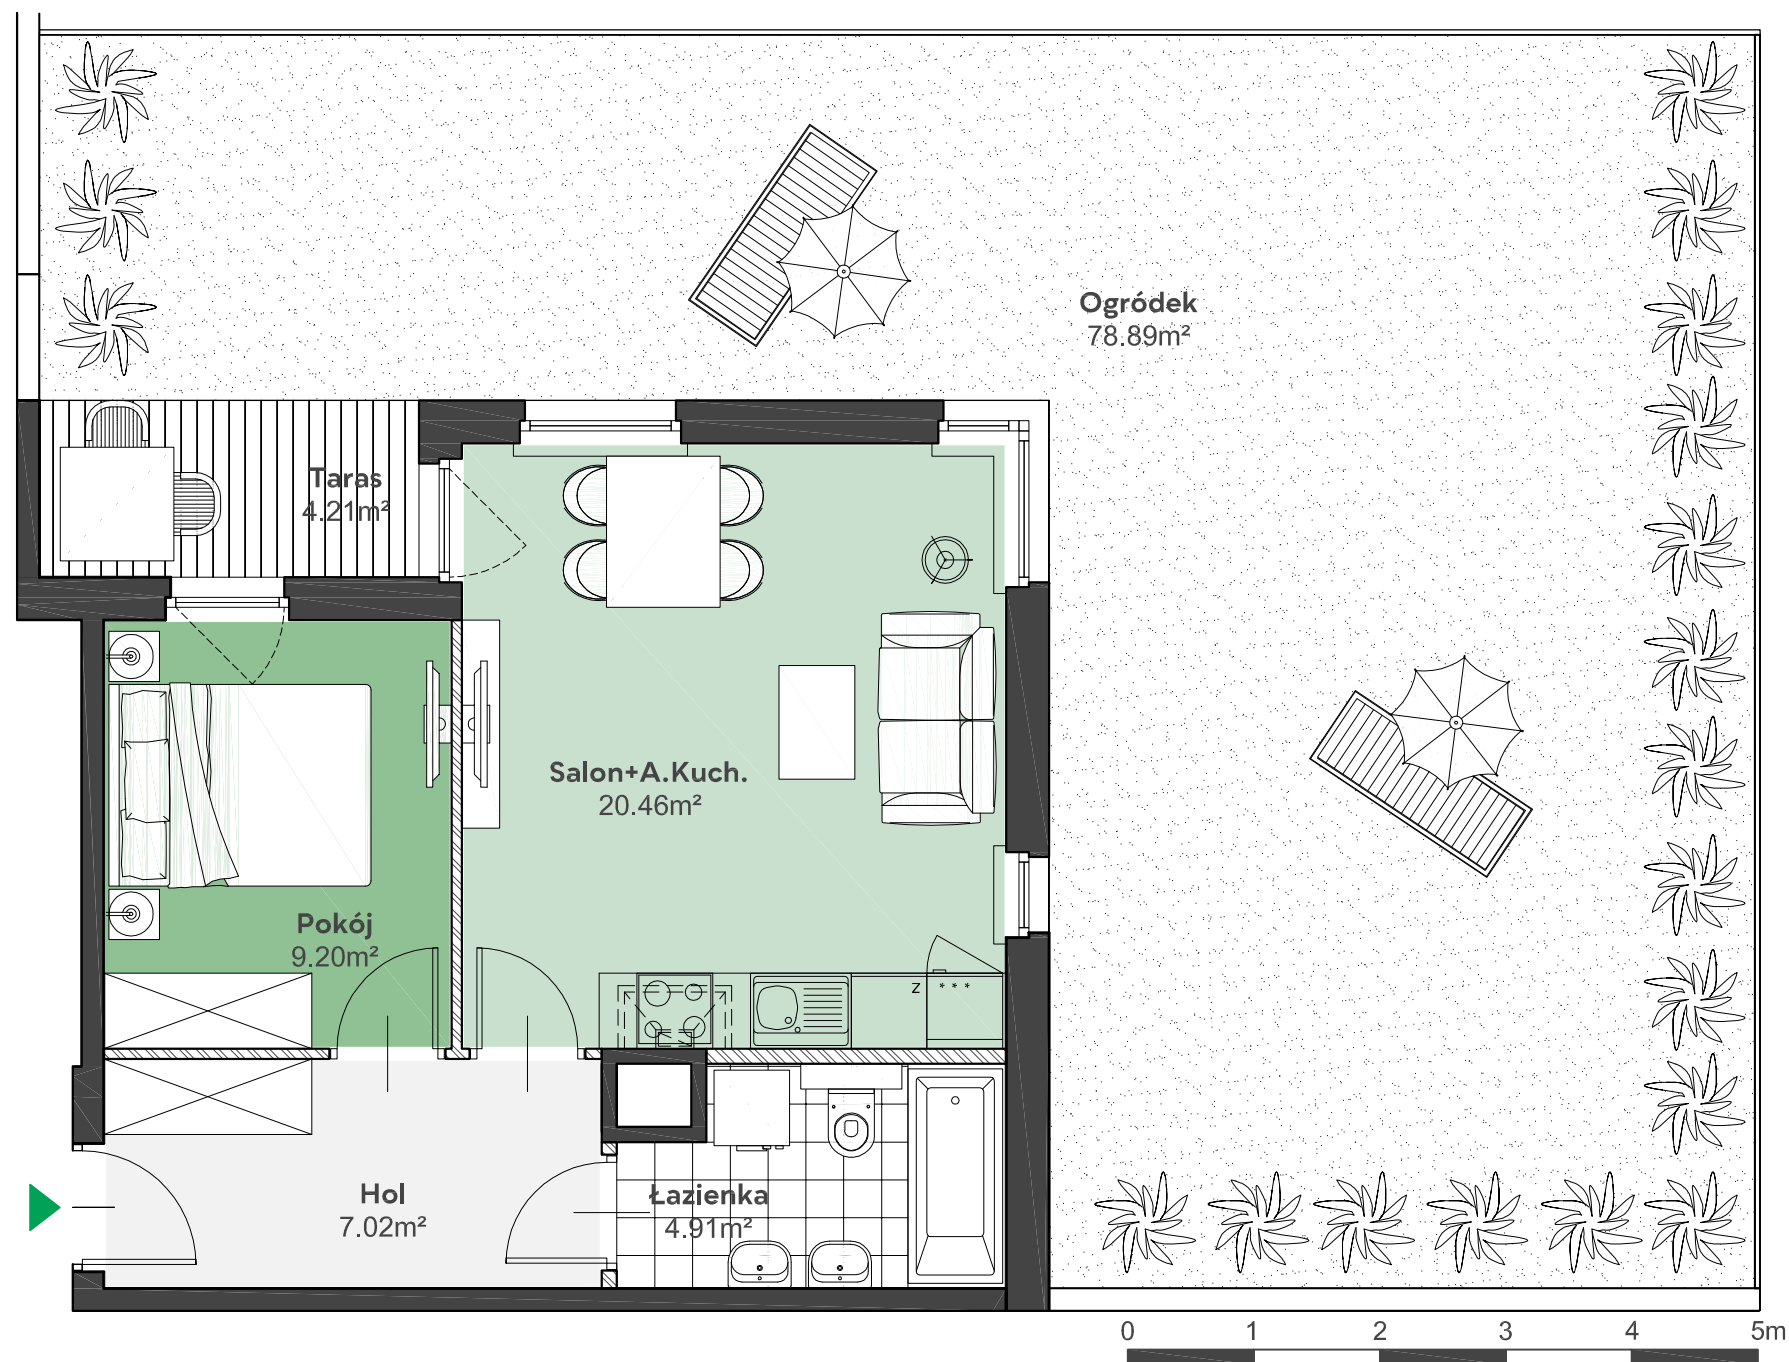 Ogródek
78.89m²
Taras
4.21m²
Salon+A.Kuch.
20.46m²
Pokój
9.20m²
z * * *
Hol
7.02m²
Łazienka
4.91m²
0 1 2 3 4 5m